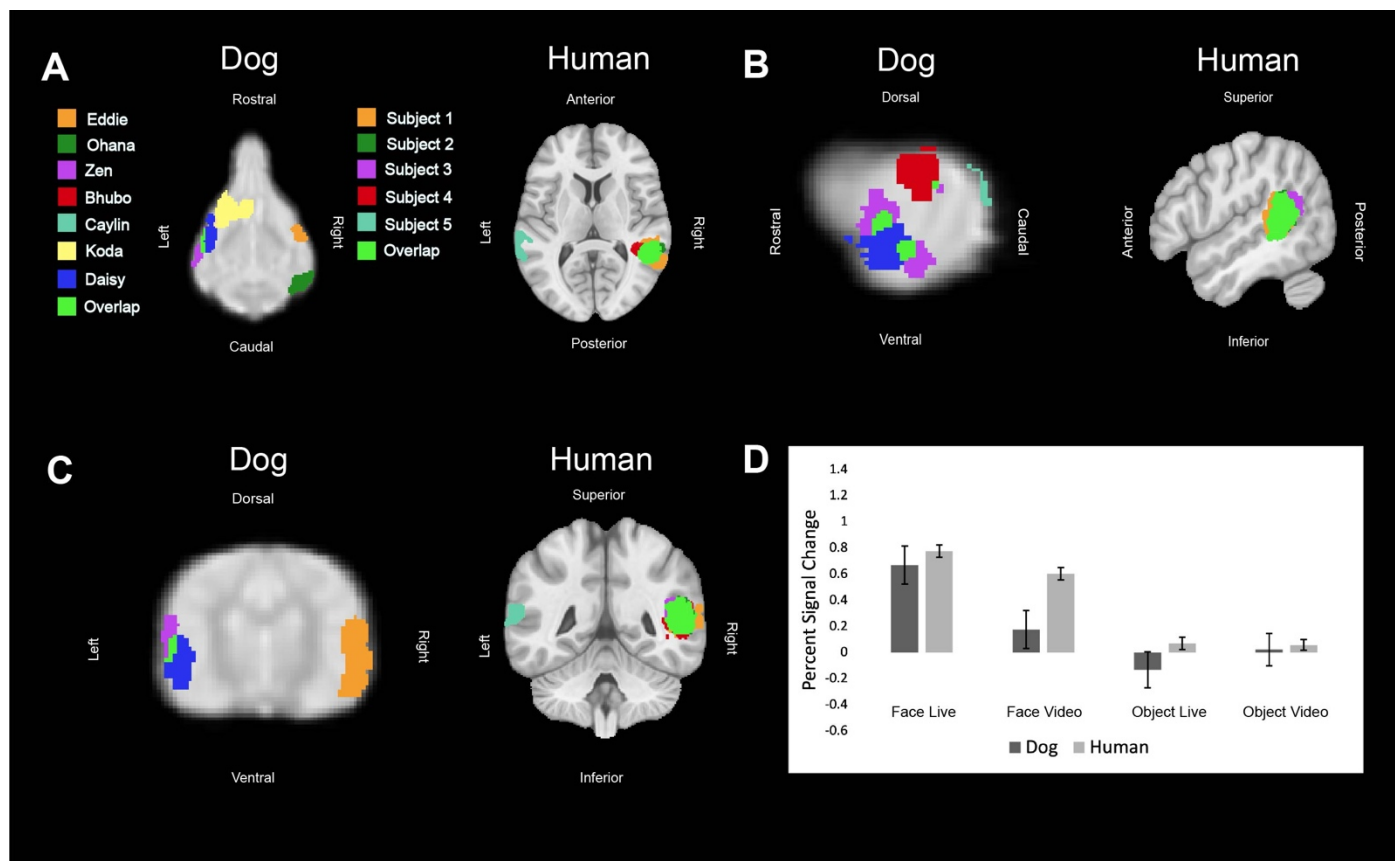 A
Dog
Human
Rostral
Anterior
Eddie
Ohana
Zen
Bhubo
Caylin
Koda
Daisy
Overlap
Subject 1
Subject 2
Subject 3
Subject 4
Subject 5
Overlap
Left
Right
Left
Right
Caudal
Posterior
B
Dog
Human
Dorsal
Superior
Rostral
Caudal
Anterior
Posterior
Ventral
Inferior
C
Dog
Human
Dorsal
Superior
Left
Right
Left
Right
Ventral
Inferior
D
Percent Signal Change
1.4
1.2
1
0.8
0.6
0.4
0.2
0
-0.2
-0.4
-0.6
Face Live
Face Video
Object Live
Object Video
Dog
Human